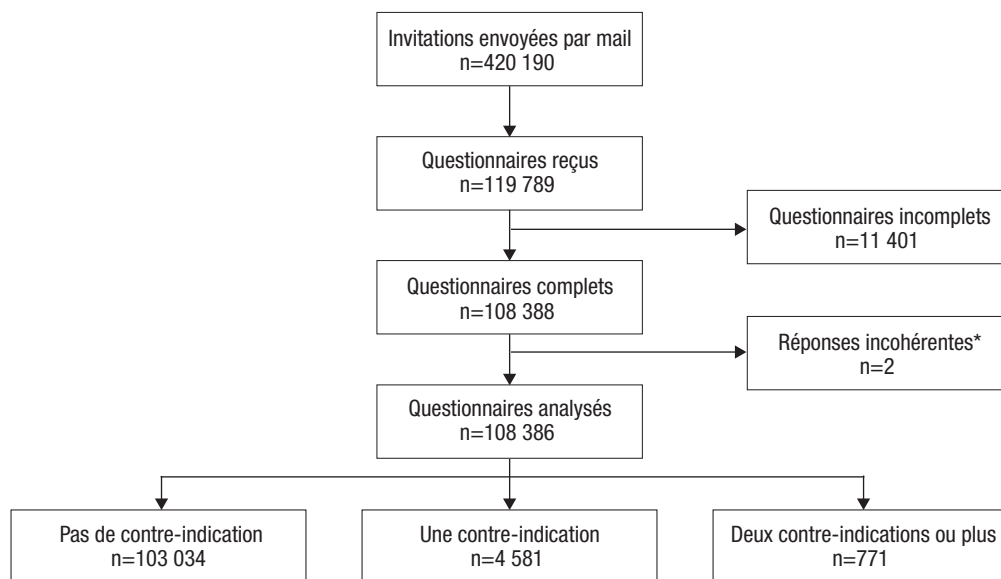 Invitations envoyées par mail
n=420 190
Questionnaires reçus
n=119 789
Questionnaires incomplets
n=11 401
Questionnaires complets
n=108 388
Réponses incohérentes*
n=2
Questionnaires analysés
n=108 386
Pas de contre-indication
n=103 034
Une contre-indication
n=4 581
Deux contre-indications ou plus
n=771